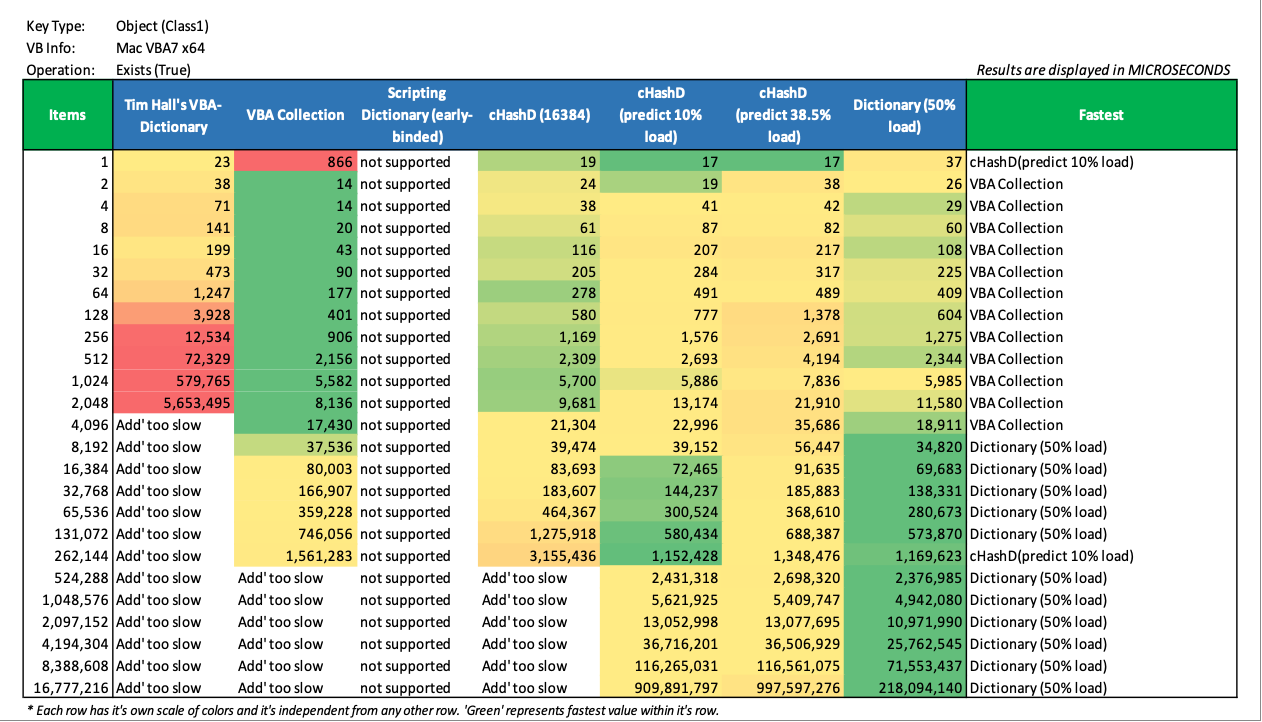 Key Type: Object (Class1)
VB Info: Mac VBA7 x64
Operation: Exists (True) Results are displayed in MICROSECONDS
Items Tim Hall's VBA-Dictionary VBA Collection Scripting Dictionary (early-binded) cHashD (16384) cHashD (predict 10% load) cHashD (predict 38.5% load) Dictionary (50% load) Fastest
1 23 866 not supported 19 17 17 37 cHashD(predict 10% load)
2 38 14 not supported 24 19 38 26 VBA Collection
4 71 14 not supported 38 41 42 29 VBA Collection
8 141 20 not supported 61 87 82 60 VBA Collection
16 199 43 not supported 116 207 217 108 VBA Collection
32 473 90 not supported 205 284 317 225 VBA Collection
64 1,247 177 not supported 278 491 489 409 VBA Collection
128 3,928 401 not supported 580 777 1,378 604 VBA Collection
256 12,534 906 not supported 1,169 1,576 2,691 1,275 VBA Collection
512 72,329 2,156 not supported 2,309 2,693 4,194 2,344 VBA Collection
1,024 579,765 5,582 not supported 5,700 5,886 7,836 5,985 VBA Collection
2,048 5,653,495 8,136 not supported 9,681 13,174 21,910 11,580 VBA Collection
4,096 Add' too slow 17,430 not supported 21,304 22,996 35,686 18,911 VBA Collection
8,192 Add' too slow 37,536 not supported 39,474 39,152 56,447 34,820 Dictionary (50% load)
16,384 Add' too slow 80,003 not supported 83,693 72,465 91,635 69,683 Dictionary (50% load)
32,768 Add' too slow 166,907 not supported 183,607 144,237 185,883 138,331 Dictionary (50% load)
65,536 Add' too slow 359,228 not supported 464,367 300,524 368,610 280,673 Dictionary (50% load)
131,072 Add' too slow 746,056 not supported 1,275,918 580,434 688,387 573,870 Dictionary (50% load)
262,144 Add' too slow 1,561,283 not supported 3,155,436 1,152,428 1,348,476 1,169,623 cHashD(predict 10% load)
524,288 Add' too slow Add' too slow not supported Add' too slow 2,431,318 2,698,320 2,376,985 Dictionary (50% load)
1,048,576 Add' too slow Add' too slow not supported Add' too slow 5,621,925 5,409,747 4,942,080 Dictionary (50% load)
2,097,152 Add' too slow Add' too slow not supported Add' too slow 13,052,998 13,077,695 10,971,990 Dictionary (50% load)
4,194,304 Add' too slow Add' too slow not supported Add' too slow 36,716,201 36,506,929 25,762,545 Dictionary (50% load)
8,388,608 Add' too slow Add' too slow not supported Add' too slow 116,265,031 116,561,075 71,553,437 Dictionary (50% load)
16,777,216 Add' too slow Add' too slow not supported Add' too slow 909,891,797 997,597,276 218,094,140 Dictionary (50% load)
* Each row has it's own scale of colors and it's independent from any other row. 'Green' represents fastest value within it's row.